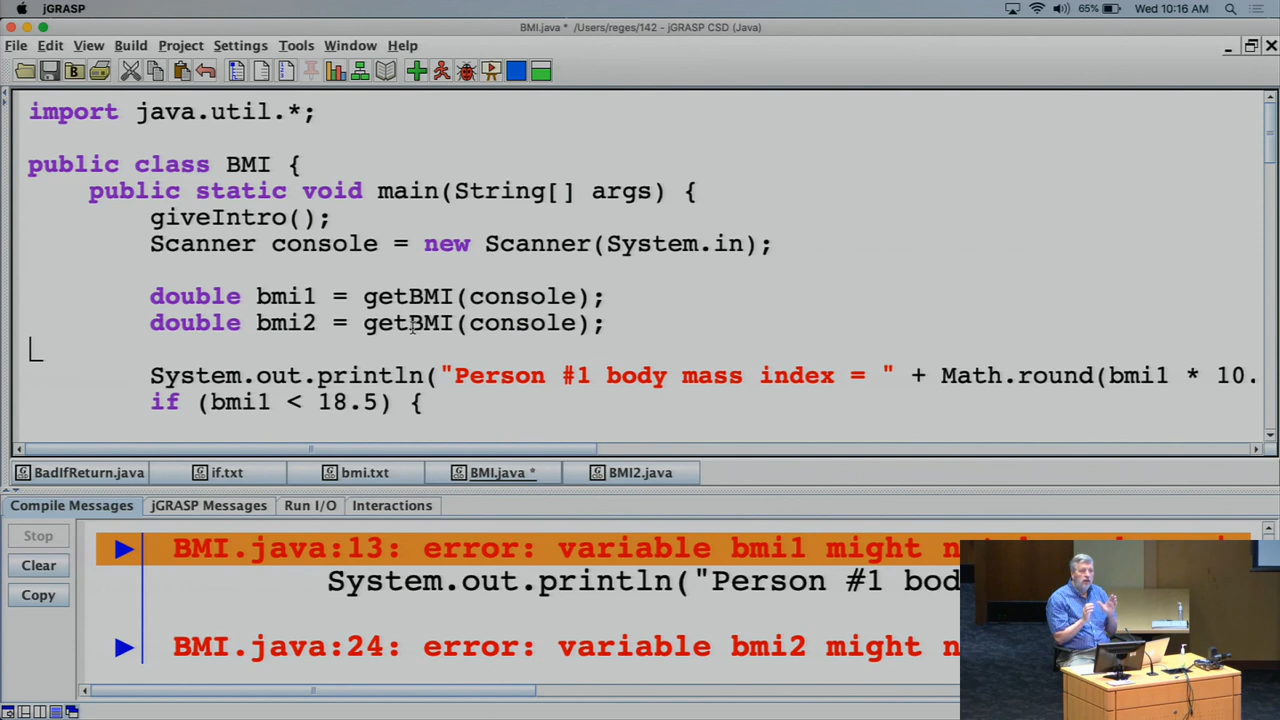 jGRASP
65%
Wed 10:16 AM
BMI.java * /Users/reges/142 - jGRASP CSD (Java)
File Edit View Build Project Settings Tools Window Help
import java.util.*;
public class BMI {
public static void main(String[] args) {
giveIntro();
Scanner console = new Scanner(System.in);
double bmi1 = getBMI(console);
double bmi2 = getBMI(console);
System.out.println("Person #1 body mass index = " + Math.round(bmi1 * 10.
if (bmi1 < 18.5) {
BadIfReturn.java if.txt bmi.txt BMI.java * BMI2.java
Compile Messages jGRASP Messages Run I/O Interactions
Stop
Clear
Copy
BMI.java:13: error: variable bmi1 might
System.out.println("Person #1 bod
BMI.java:24: error: variable bmi2 might n